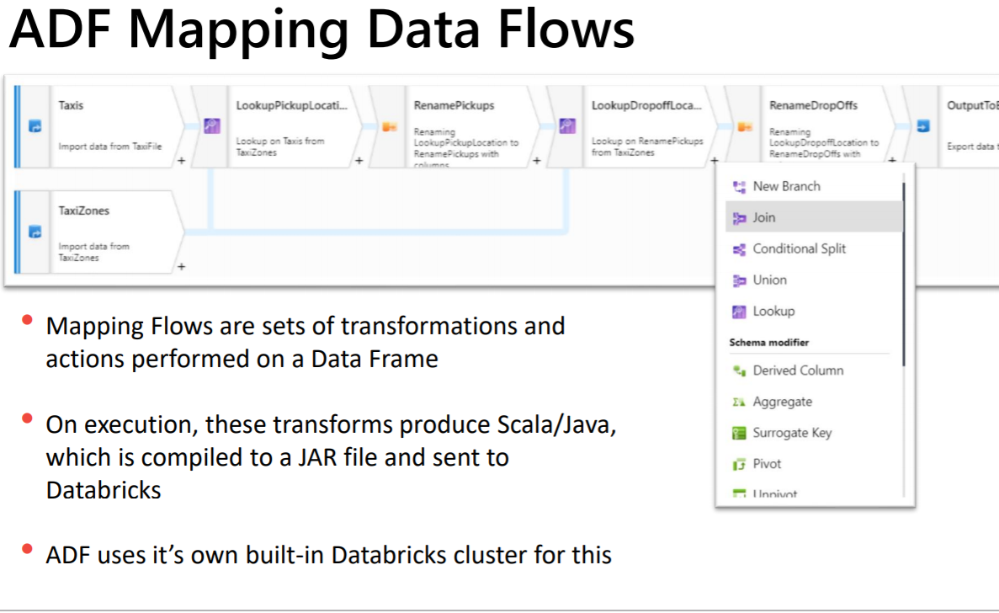 ADF Mapping Data Flows
Taxis
Import data from TaxiFile
+
LookupPickupLocati...
Lookup on Taxis from
TaxiZones
+
RenamePickups
Renaming
LookupPickupLocation to
RenamePickups with
columns
+
LookupDropoffLoca...
Lookup on RenamePickups
from TaxiZones
+
RenameDropOffs
Renaming
LookupDropoffLocation to
RenameDropOffs with
+
OutputToB
Export data t
TaxiZones
Import data from
TaxiZones
+
New Branch
Join
Conditional Split
Union
Lookup
Schema modifier
Derived Column
Aggregate
Surrogate Key
Pivot
Unpivot
• Mapping Flows are sets of transformations and
actions performed on a Data Frame
• On execution, these transforms produce Scala/Java,
which is compiled to a JAR file and sent to
Databricks
• ADF uses it’s own built-in Databricks cluster for this